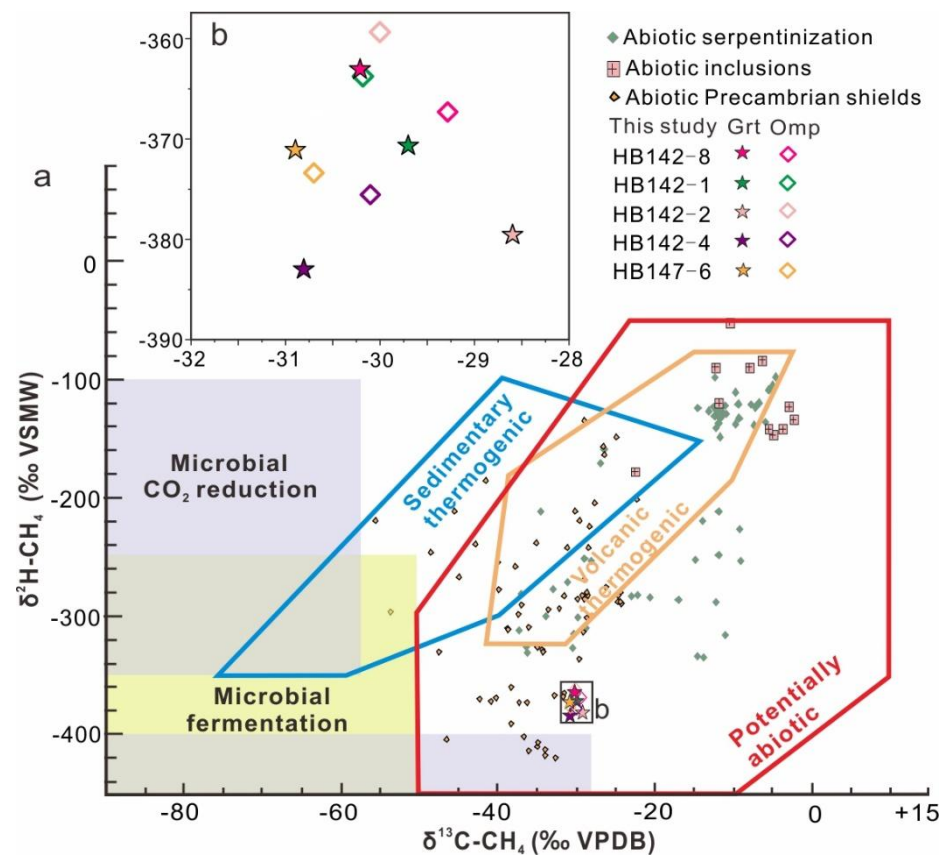 b
-360
-370
-380
-390
-32
-31
-30
-29
-28
Abiotic serpentinization
Abiotic inclusions
Abiotic Precambrian shields
This study Grt Omp
HB142-8
HB142-1
HB142-2
HB142-4
HB147-6
a
0
-100
-200
-300
-400
δ²H-CH₄ (‰ VSMW)
Microbial
CO₂ reduction
Microbial
fermentation
Sedimentary
thermogenic
Volcanic
thermogenic
Potentially
abiotic
b
-80
-60
-40
-20
0
+15
δ¹³C-CH₄ (‰ VPDB)